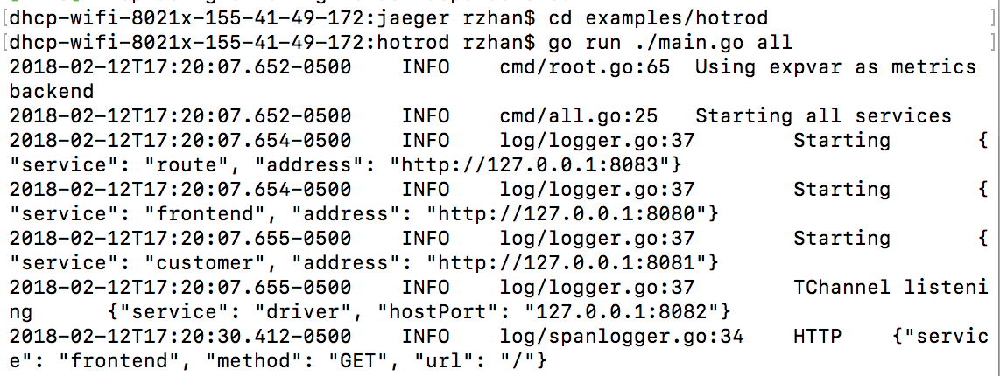 [dhcp-wifi-8021x-155-41-49-172:jaeger rzhan$ cd examples/hotrod ]
[dhcp-wifi-8021x-155-41-49-172:hotrod rzhan$ go run ./main.go all ]
2018-02-12T17:20:07.652-0500 INFO cmd/root.go:65 Using expvar as metrics
backend
2018-02-12T17:20:07.652-0500 INFO cmd/all.go:25 Starting all services
2018-02-12T17:20:07.654-0500 INFO log/logger.go:37 Starting {
"service": "route", "address": "http://127.0.0.1:8083"}
2018-02-12T17:20:07.654-0500 INFO log/logger.go:37 Starting {
"service": "frontend", "address": "http://127.0.0.1:8080"}
2018-02-12T17:20:07.655-0500 INFO log/logger.go:37 Starting {
"service": "customer", "address": "http://127.0.0.1:8081"}
2018-02-12T17:20:07.655-0500 INFO log/logger.go:37 TChannel listeni
ng {"service": "driver", "hostPort": "127.0.0.1:8082"}
2018-02-12T17:20:30.412-0500 INFO log/spanlogger.go:34 HTTP {"servic
e": "frontend", "method": "GET", "url": "/"}